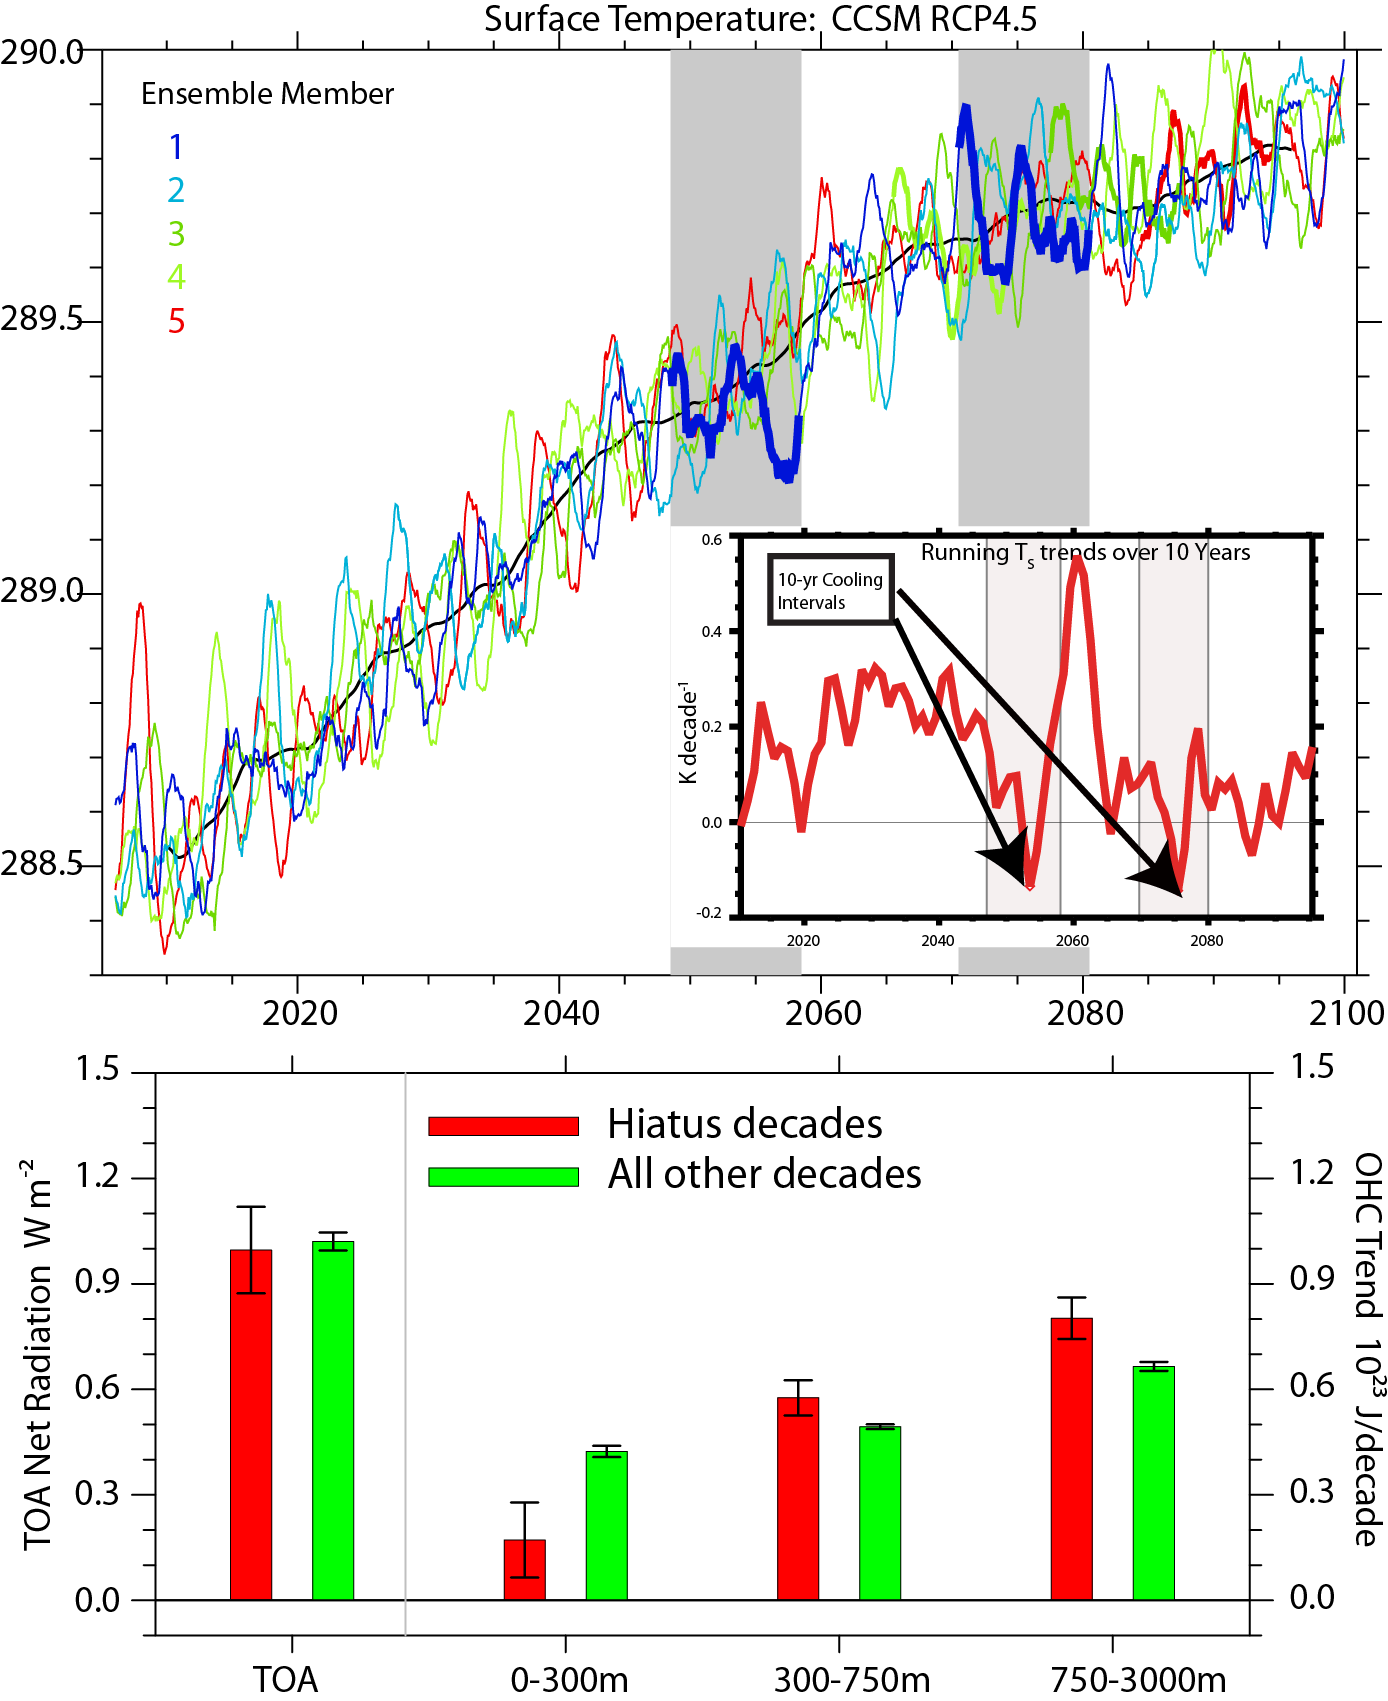 Surface Temperature: CCSM RCP4.5
290.0
289.5
289.0
288.5
Ensemble Member
1
2
3
4
5
Running Ts trends over 10 Years
10-yr Cooling
Intervals
K decade-1
0.6
0.4
0.2
0.0
-0.2
2020 2040 2060 2080
2020 2040 2060 2080 2100
TOA Net Radiation W m-2
1.5
1.2
0.9
0.6
0.3
0.0
Hiatus decades
All other decades
1.5
1.2
0.9
0.6
0.3
0.0
OHC Trend 10²³ J/decade
TOA 0-300m 300-750m 750-3000m